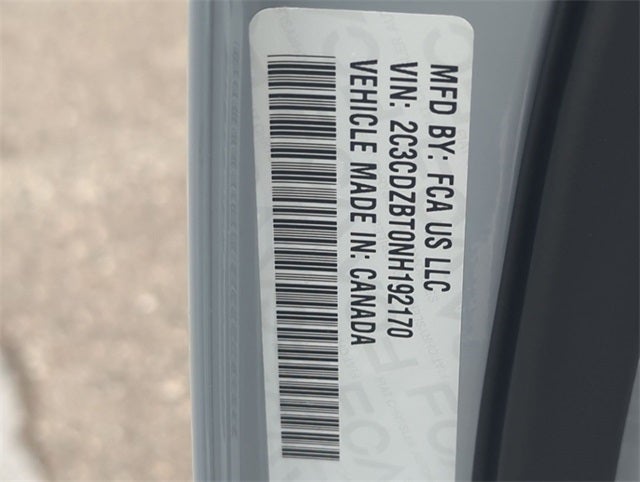 MFD BY: FCA US LLC
VIN: 2C3CDZBT0NH192170
VEHICLE MADE IN: CANADA